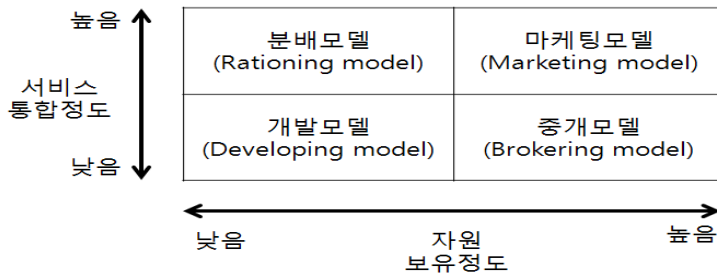 높음
서비스
통합정도
낮음
분배모델
(Rationing model)
마케팅모델
(Marketing model)
개발모델
(Developing model)
중개모델
(Brokering model)
낮음
자원
보유정도
높음